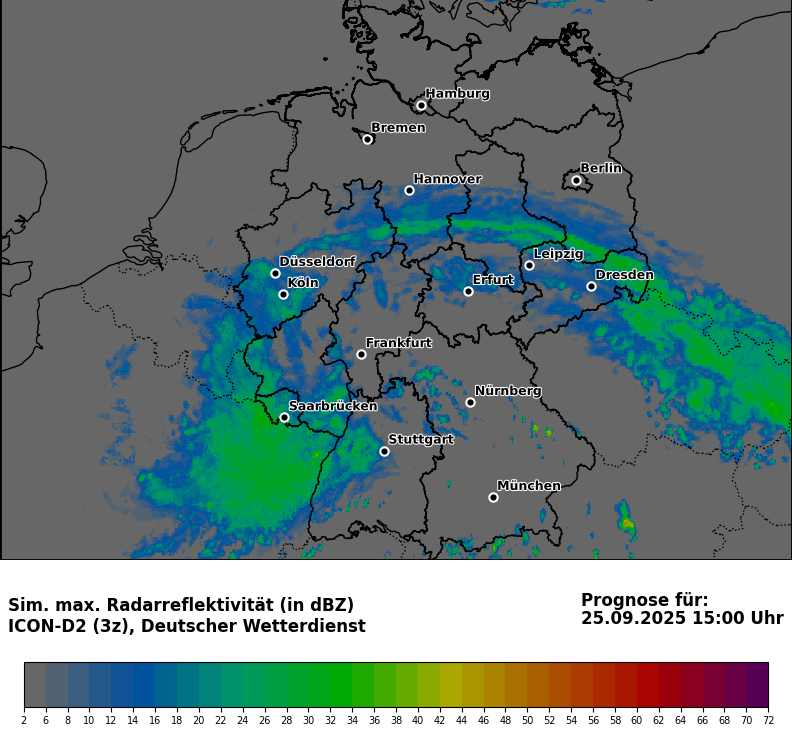 Hamburg
Bremen
Berlin
Hannover
Leipzig
Düsseldorf
Dresden
Köln
Erfurt
Frankfurt
Nürnberg
Saarbrücken
Stuttgart
München
Sim. max. Radarreflektivität (in dBZ)
ICON-D2 (3z), Deutscher Wetterdienst
Prognose für:
25.09.2025 15:00 Uhr
2 6 8 10 12 14 16 18 20 22 24 26 28 30 32 34 36 38 40 42 44 46 48 50 52 54 56 58 60 62 64 66 68 70 72